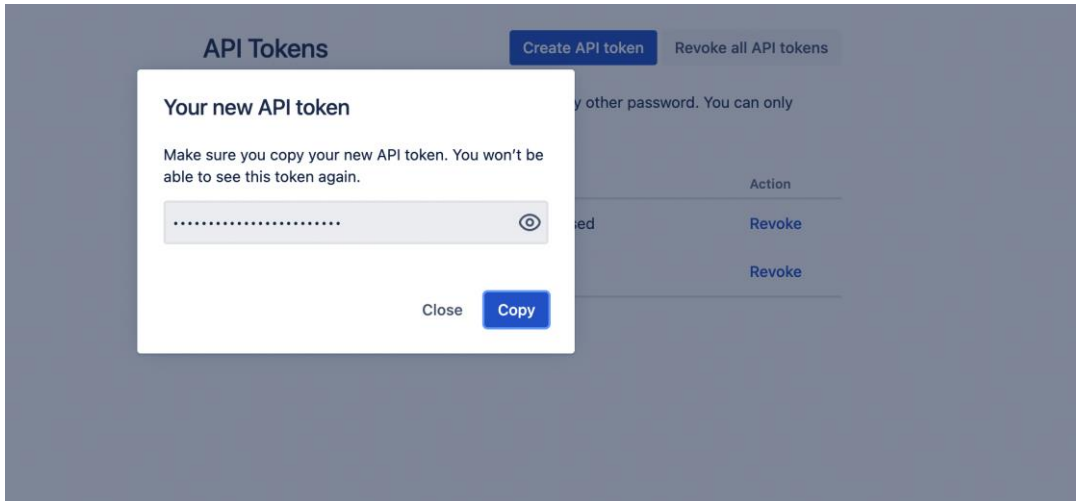 API Tokens
Create API token
Revoke all API tokens
Your new API token
y other password. You can only
Make sure you copy your new API token. You won't be
able to see this token again.
Action
........................
sed
Revoke
Revoke
Close
Copy